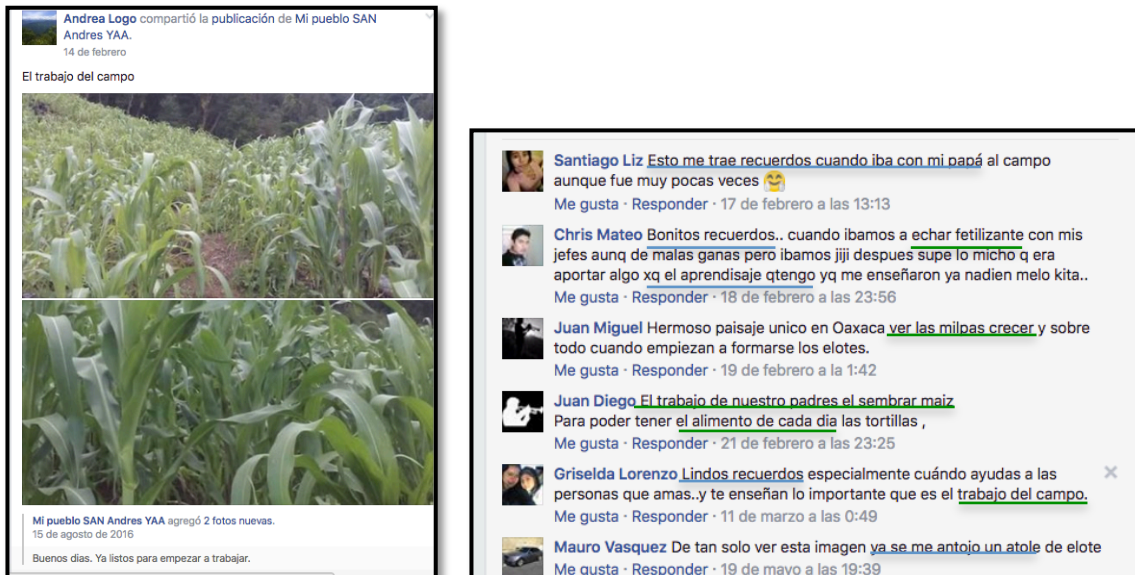 Andrea Logo compartió la publicación de Mi pueblo SAN
Andres YAA.
14 de febrero
El trabajo del campo
Mi pueblo SAN Andres YAA agregó 2 fotos nuevas.
15 de agosto de 2016
Buenos dias. Ya listos para empezar a trabajar.
Santiago Liz Esto me trae recuerdos cuando iba con mi papá al campo
aunque fue muy pocas veces 🤗
Me gusta · Responder · 17 de febrero a las 13:13
Chris Mateo Bonitos recuerdos.. cuando ibamos a echar fetilizante con mis
jefes aunq de malas ganas pero ibamos jiji despues supe lo micho q era
aportar algo xq el aprendisaje qtengo yq me enseñaron ya nadien melo kita..
Me gusta · Responder · 18 de febrero a las 23:56
Juan Miguel Hermoso paisaje unico en Oaxaca ver las milpas crecer y sobre
todo cuando empiezan a formarse los elotes.
Me gusta · Responder · 19 de febrero a la 1:42
Juan Diego El trabajo de nuestro padres el sembrar maiz
Para poder tener el alimento de cada dia las tortillas ,
Me gusta · Responder · 21 de febrero a las 23:25
Griselda Lorenzo Lindos recuerdos especialmente cuándo ayudas a las
personas que amas..y te enseñan lo importante que es el trabajo del campo.
Me gusta · Responder · 11 de marzo a las 0:49
Mauro Vasquez De tan solo ver esta imagen ya se me antojo un atole de elote
Me gusta · Responder · 19 de mayo a las 19:39